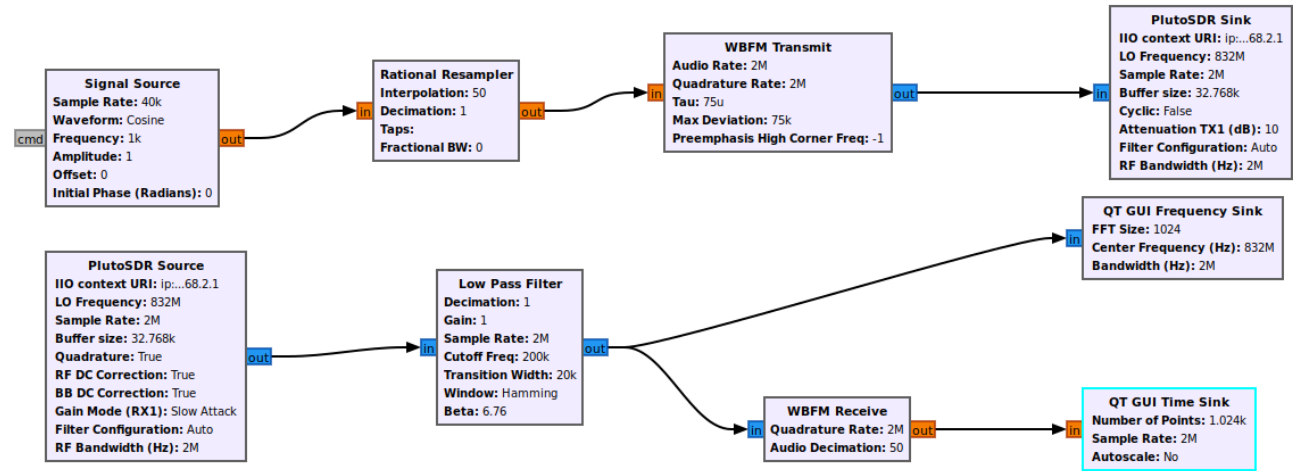 Signal Source
Sample Rate: 40k
Waveform: Cosine
Frequency: 1k
Amplitude: 1
Offset: 0
Initial Phase (Radians): 0
cmd
out
Rational Resampler
Interpolation: 50
Decimation: 1
Taps:
Fractional BW: 0
in
out
WBFM Transmit
Audio Rate: 2M
Quadrature Rate: 2M
Tau: 75u
Max Deviation: 75k
Preemphasis High Corner Freq: -1
in
out
PlutoSDR Sink
IIO context URI: ip:...68.2.1
LO Frequency: 832M
Sample Rate: 2M
Buffer size: 32.768k
Cyclic: False
Attenuation TX1 (dB): 10
Filter Configuration: Auto
RF Bandwidth (Hz): 2M
in
PlutoSDR Source
IIO context URI: ip:...68.2.1
LO Frequency: 832M
Sample Rate: 2M
Buffer size: 32.768k
Quadrature: True
RF DC Correction: True
BB DC Correction: True
Gain Mode (RX1): Slow Attack
Filter Configuration: Auto
RF Bandwidth (Hz): 2M
out
Low Pass Filter
Decimation: 1
Gain: 1
Sample Rate: 2M
Cutoff Freq: 200k
Transition Width: 20k
Window: Hamming
Beta: 6.76
in
out
QT GUI Frequency Sink
FFT Size: 1024
Center Frequency (Hz): 832M
Bandwidth (Hz): 2M
in
WBFM Receive
Quadrature Rate: 2M
Audio Decimation: 50
in
out
QT GUI Time Sink
Number of Points: 1.024k
Sample Rate: 2M
Autoscale: No
in